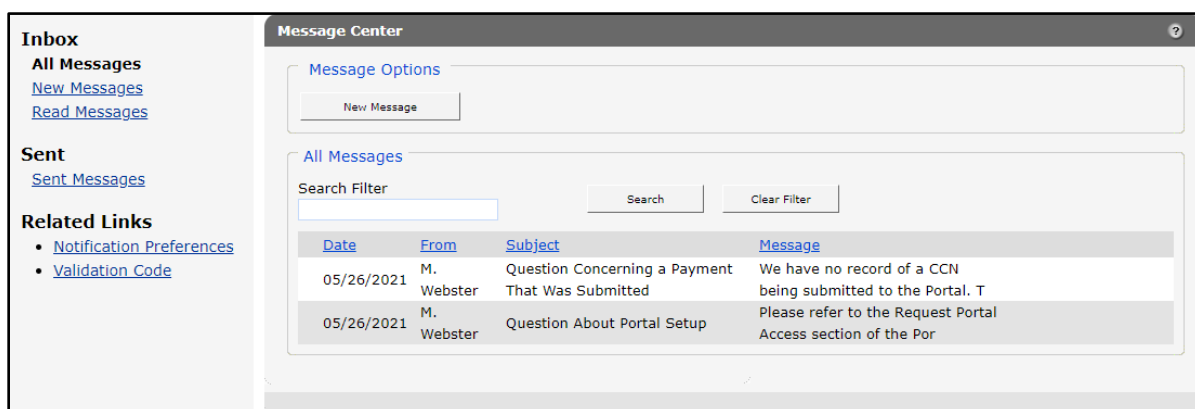 Inbox
All Messages
New Messages
Read Messages
Sent
Sent Messages
Related Links
• Notification Preferences
• Validation Code
Message Center
?
Message Options
New Message
All Messages
Search Filter
Search
Clear Filter
Date From Subject Message
05/26/2021 M. Webster Question Concerning a Payment That Was Submitted We have no record of a CCN being submitted to the Portal. T
05/26/2021 M. Webster Question About Portal Setup Please refer to the Request Portal Access section of the Por